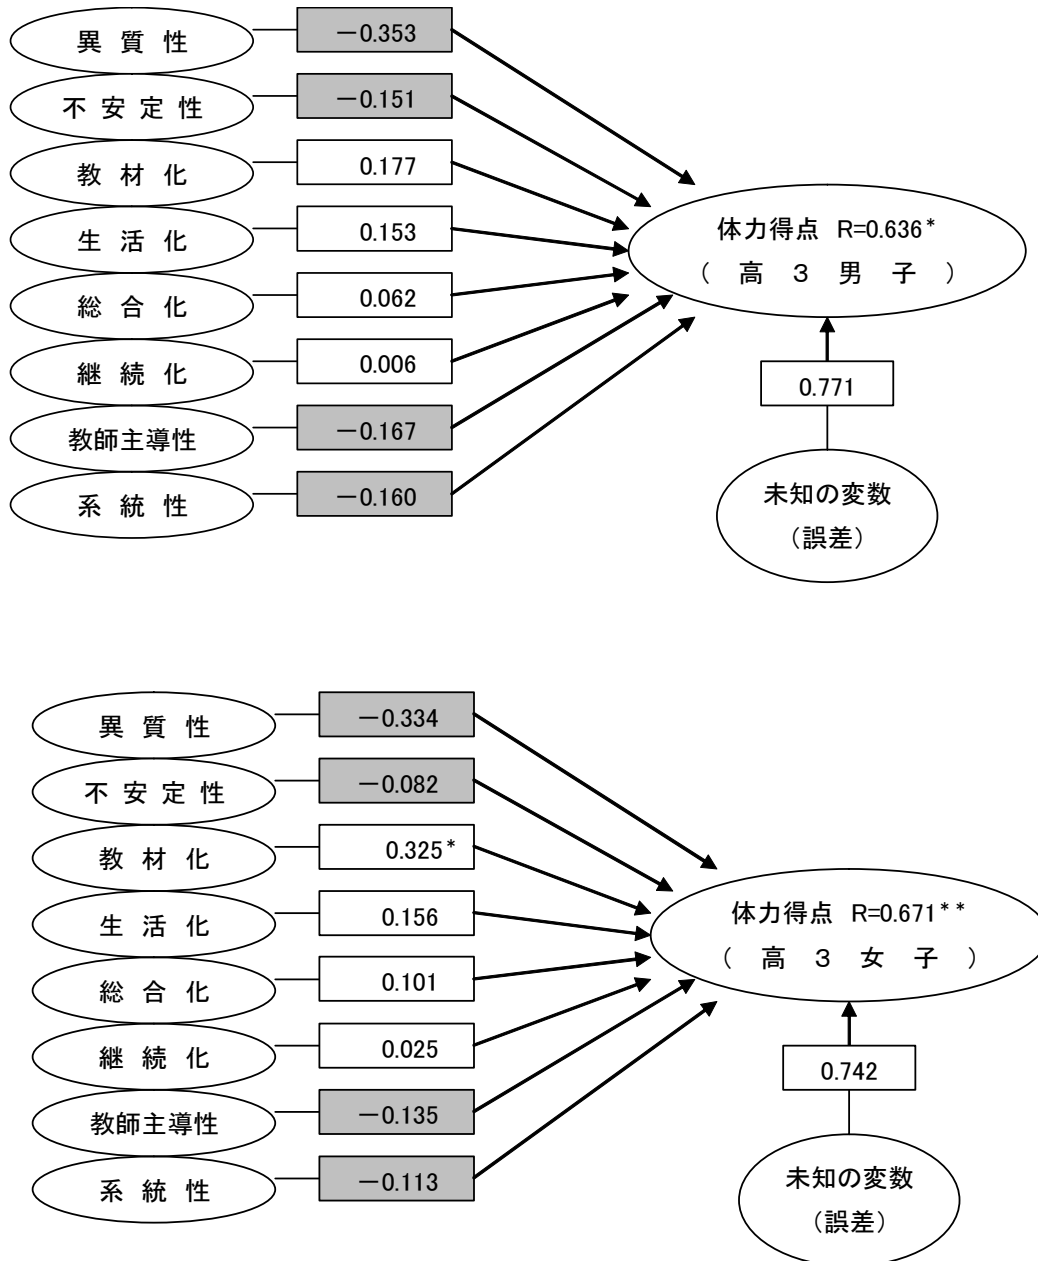 異 質 性
－0.353
不 安 定 性
－0.151
教 材 化
0.177
生 活 化
0.153
総 合 化
0.062
継 続 化
0.006
教師主導性
－0.167
系 統 性
－0.160
体力得点 R=0.636*
（ 高 3 男 子 ）
0.771
未知の変数
（誤差）
異 質 性
－0.334
不 安 定 性
－0.082
教 材 化
0.325*
生 活 化
0.156
総 合 化
0.101
継 続 化
0.025
教師主導性
－0.135
系 統 性
－0.113
体力得点 R=0.671**
（ 高 3 女 子 ）
0.742
未知の変数
（誤差）